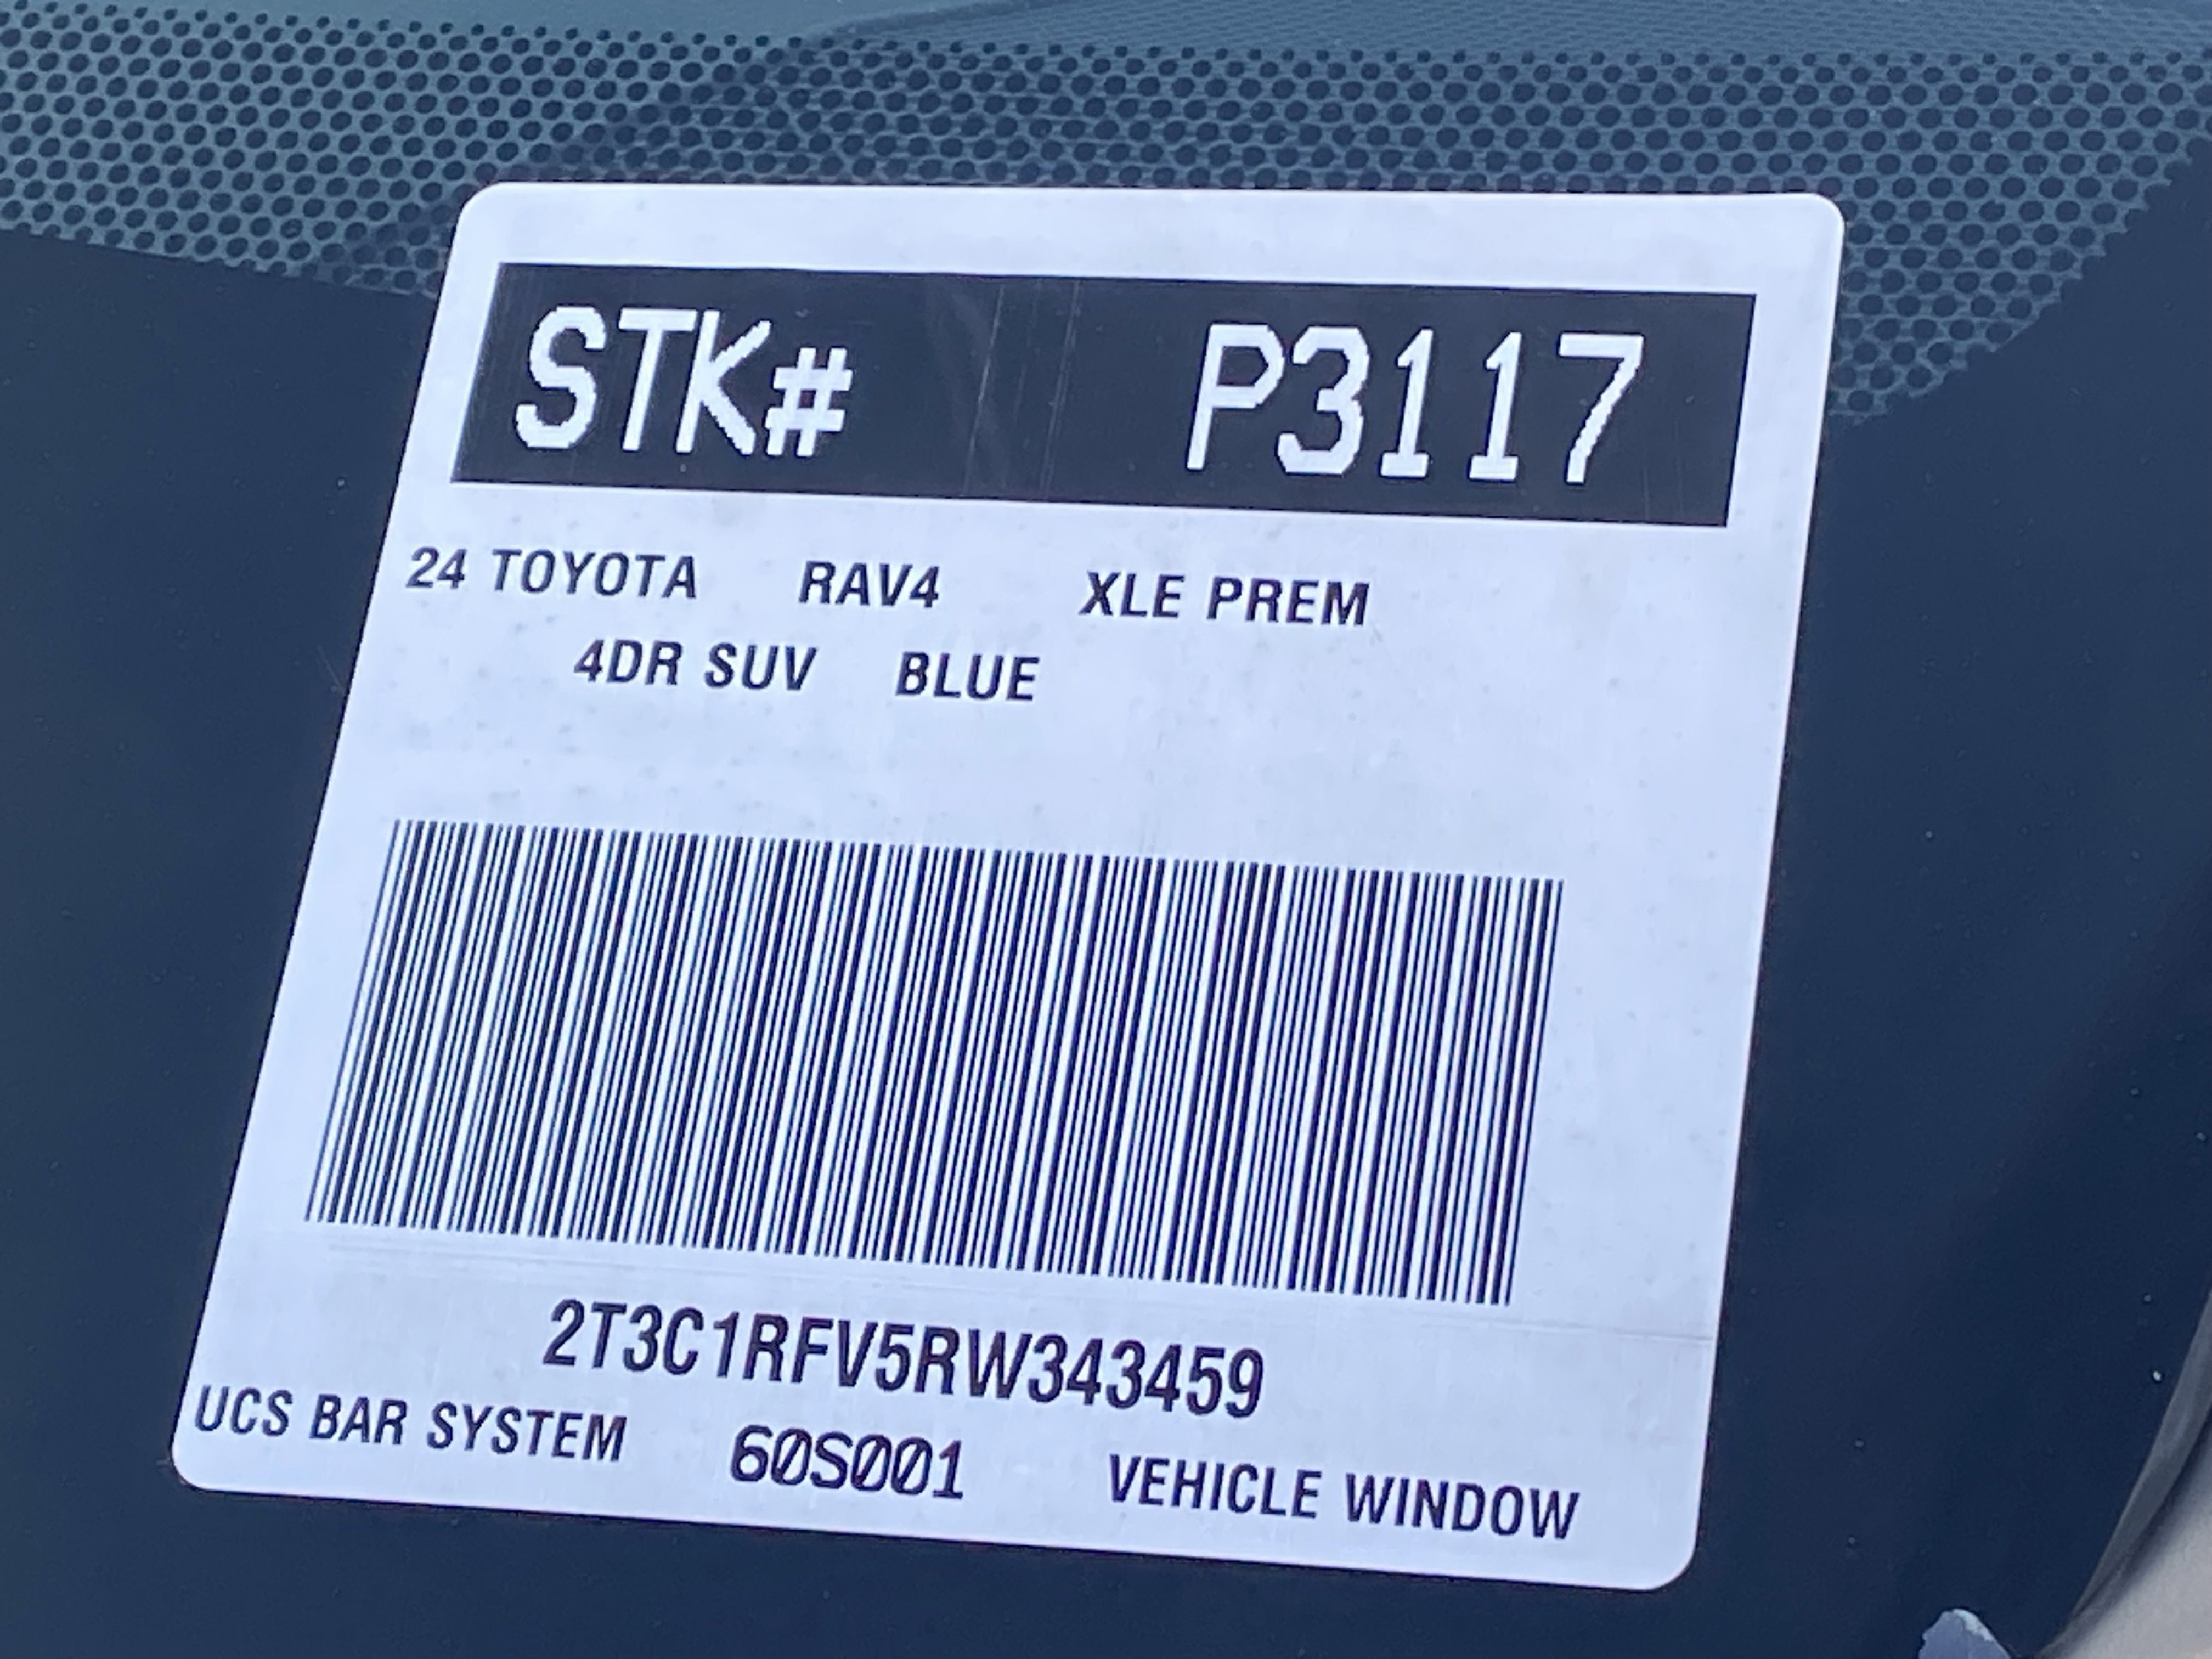 STK# P3117
24 TOYOTA RAV4 XLE PREM
4DR SUV BLUE
2T3C1RFV5RW343459
UCS BAR SYSTEM 60S001 VEHICLE WINDOW